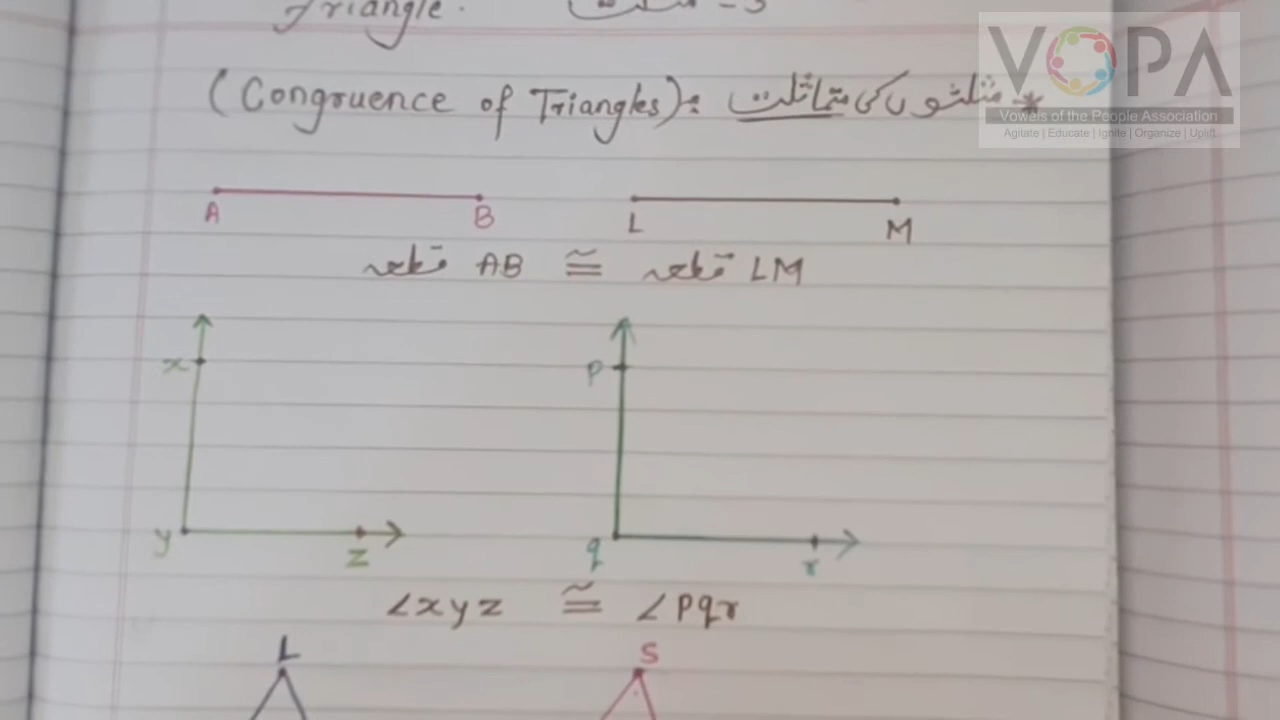 Triangle.
* مثلثوں کی متماثلت :- (Congruence of Triangles)
A B L M
قطعہ AB ≅ قطعہ LM
x p
y z q r
∠xyz ≅ ∠pqr
L S
VOPA
Vowels of the People Association
Agitate | Educate | Ignite | Organize | Uplift